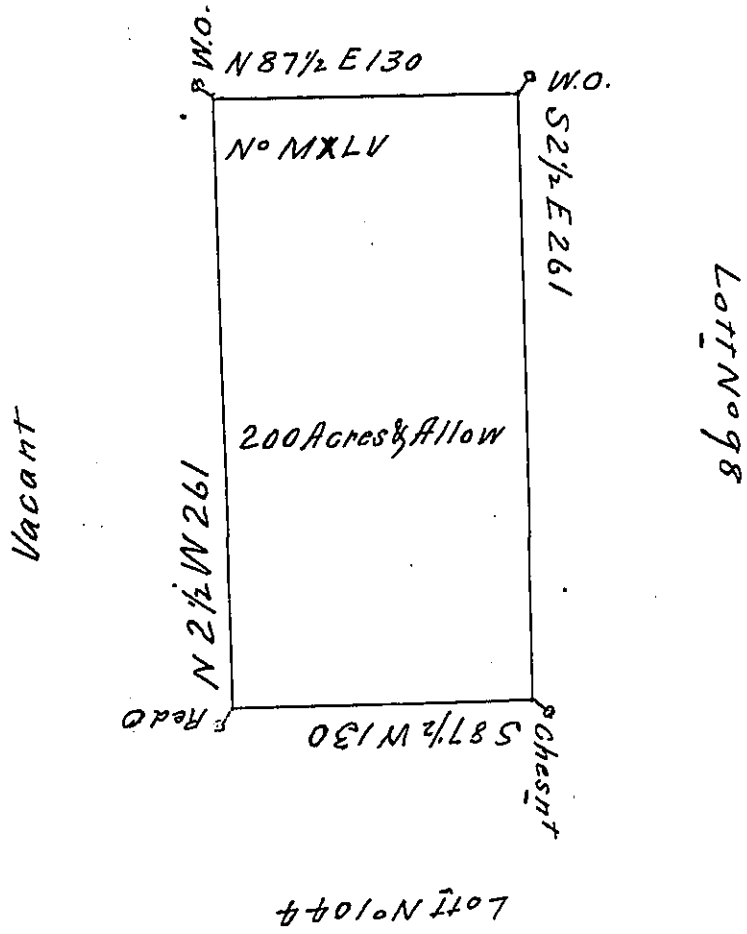 W.O.
N 87½ E 130
W.O.
Nº MXLV
S 2½ E 261
Lott Nº 98
200 Acres & Allow
Vacant
N 2½ W 261
Red O
S 87½ W 130
Chesnt
Lott Nº 1044